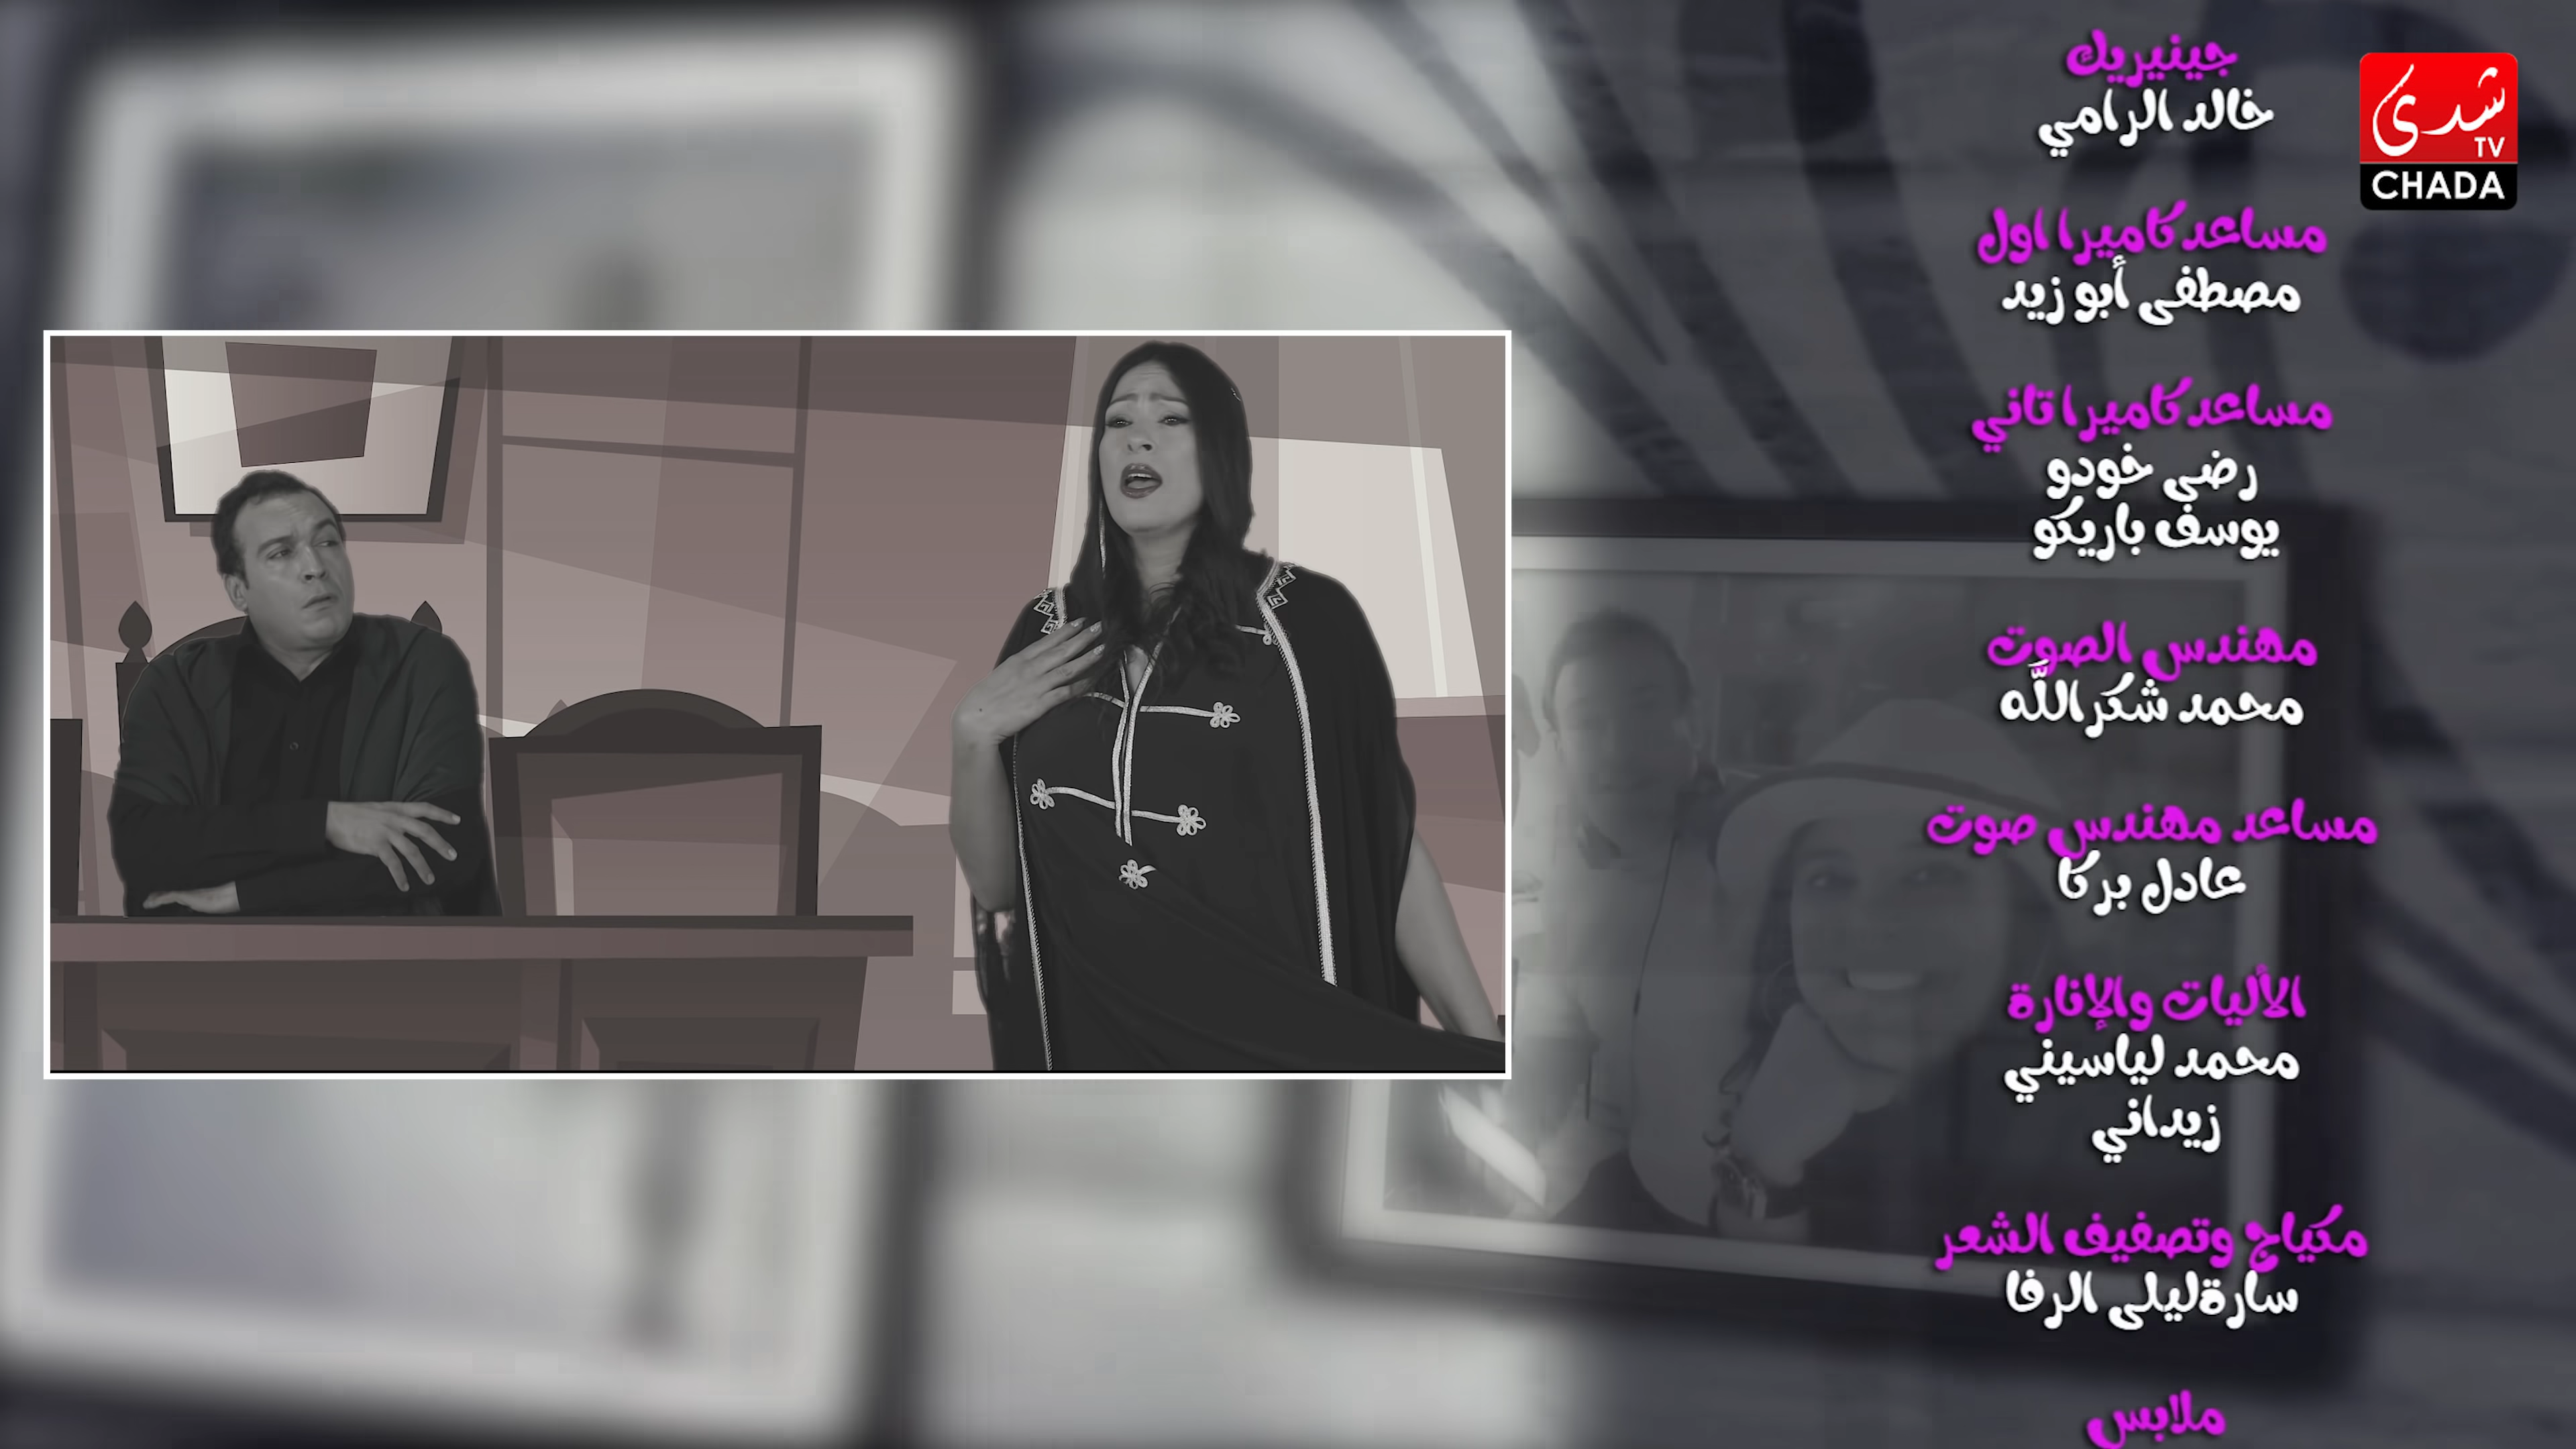 جينيريك
خالد الرامي
مساعد كاميرا اول
مصطفى أبو زيد
مساعد كاميرا تاني
رضى خودو
يوسف باريكو
مهندس الصوت
محمد شكرالله
مساعد مهندس صوت
عادل بركا
الأليات والإنارة
محمد لياسيني
زيداني
مكياج وتصفيف الشعر
سارةليلى الرفا
ملابس
شدى
TV
CHADA